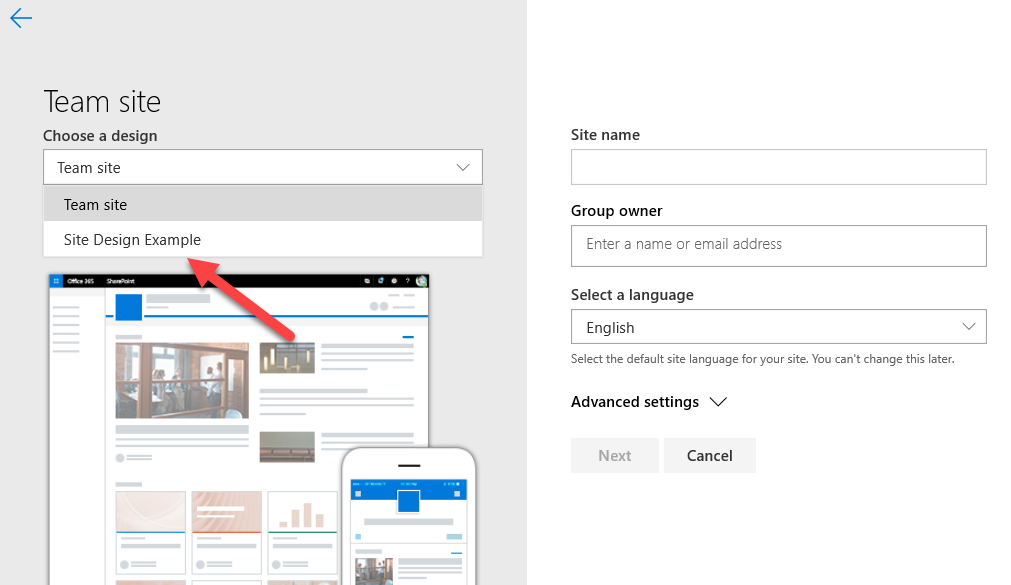 Team site
Choose a design
Team site
Team site
Site Design Example
Office 365 SharePoint
Site name
Group owner
Enter a name or email address
Select a language
English
Select the default site language for your site. You can't change this later.
Advanced settings
Next Cancel